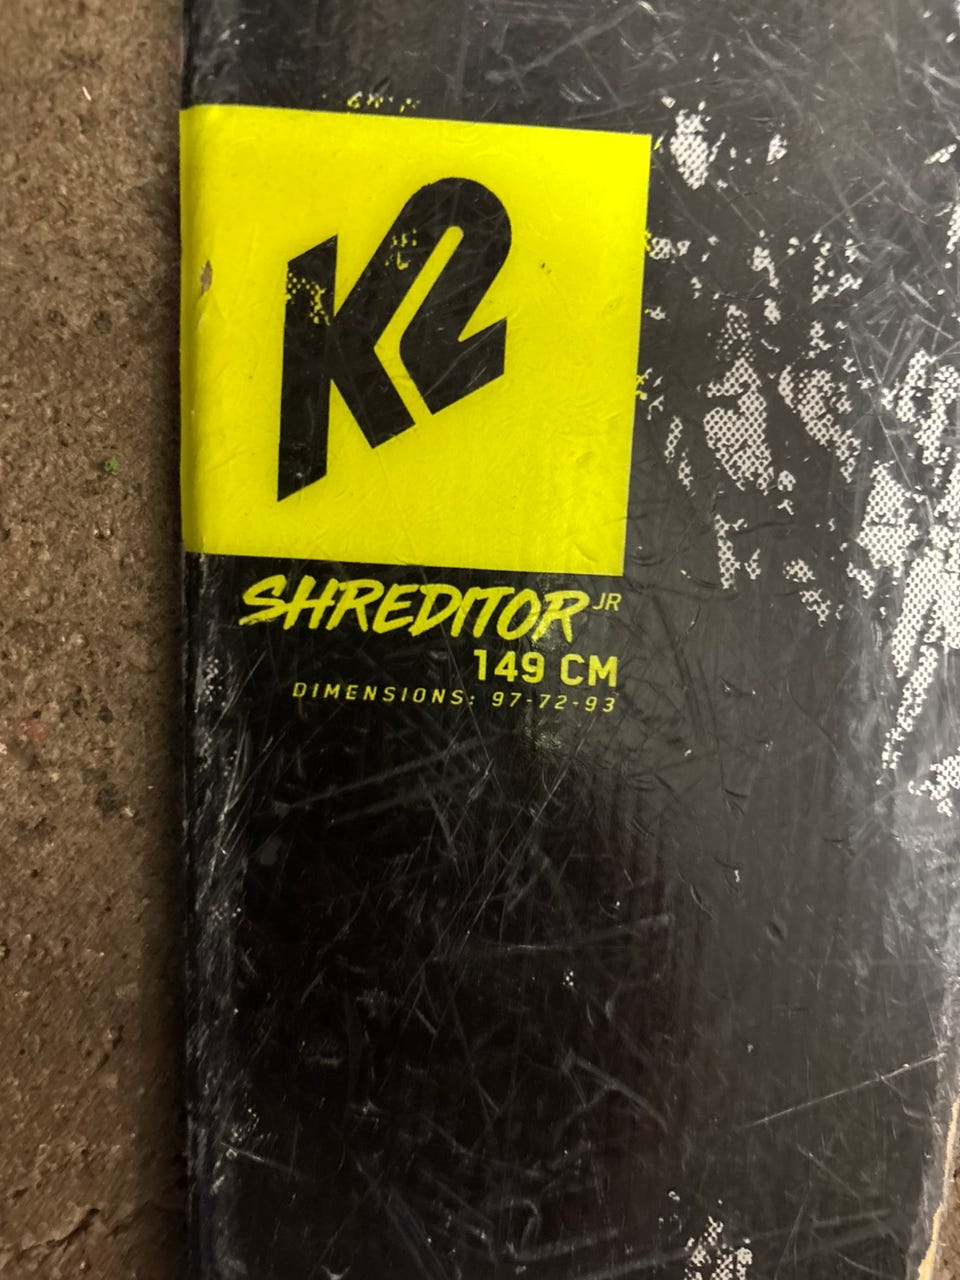 K2
SHREDITOR JR
149 CM
DIMENSIONS: 97-72-93